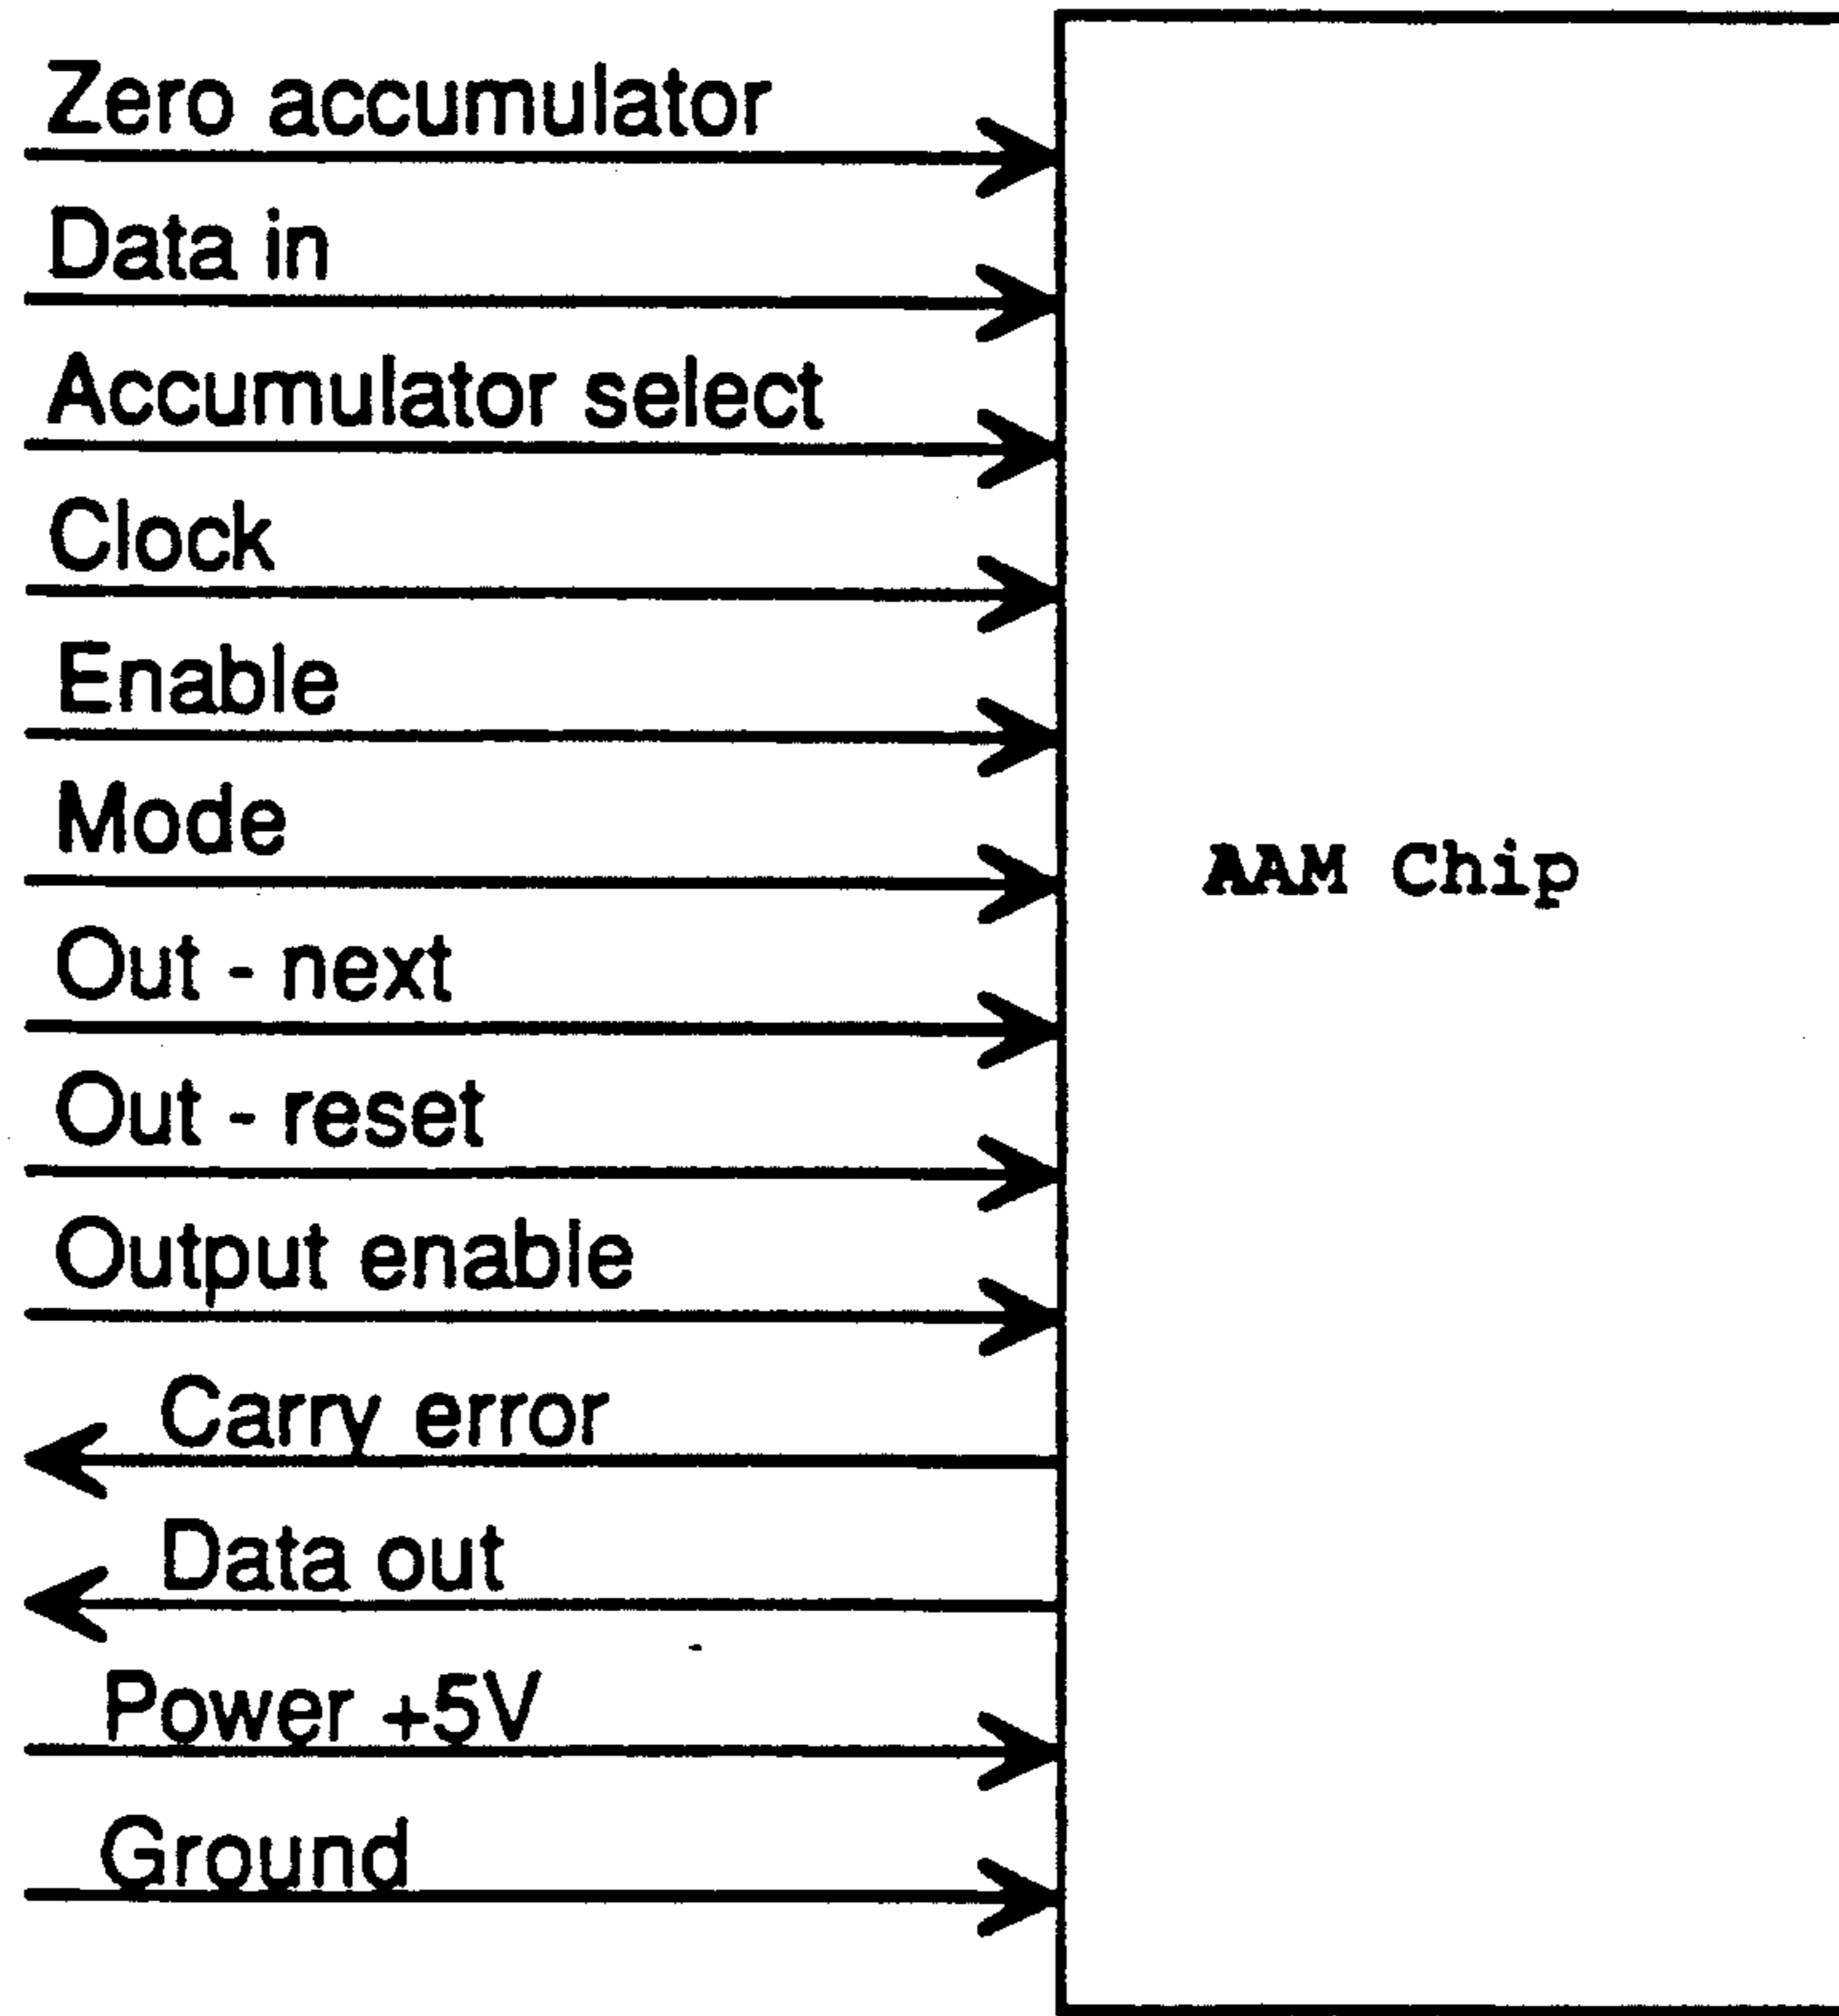 Zero accumulator
Data in
Accumulator select
Clock
Enable
Mode
AAM Chip
Out - next
Out - reset
Output enable
Carry error
Data out
Power +5V
Ground